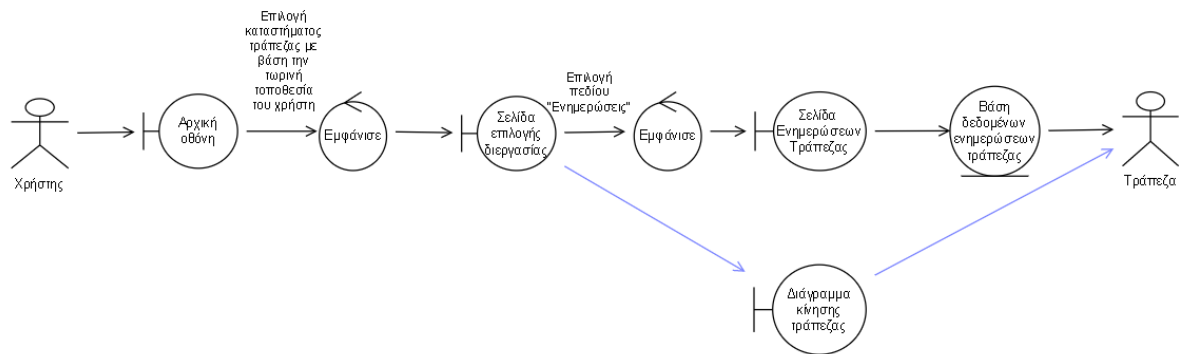 Επιλογή
καταστήματος
τράπεζας με
βάση την
τωρινή
τοποθεσία
του χρήστη
Χρήστης
Αρχική
οθόνη
Εμφάνισε
Σελίδα
επιλογής
διεργασίας
Επιλογή
πεδίου
"Ενημερώσεις"
Εμφάνισε
Σελίδα
Ενημερώσεων
Τράπεζας
Βάση
δεδομένων
ενημερώσεων
τράπεζας
Τράπεζα
Διάγραμμα
κίνησης
τράπεζας